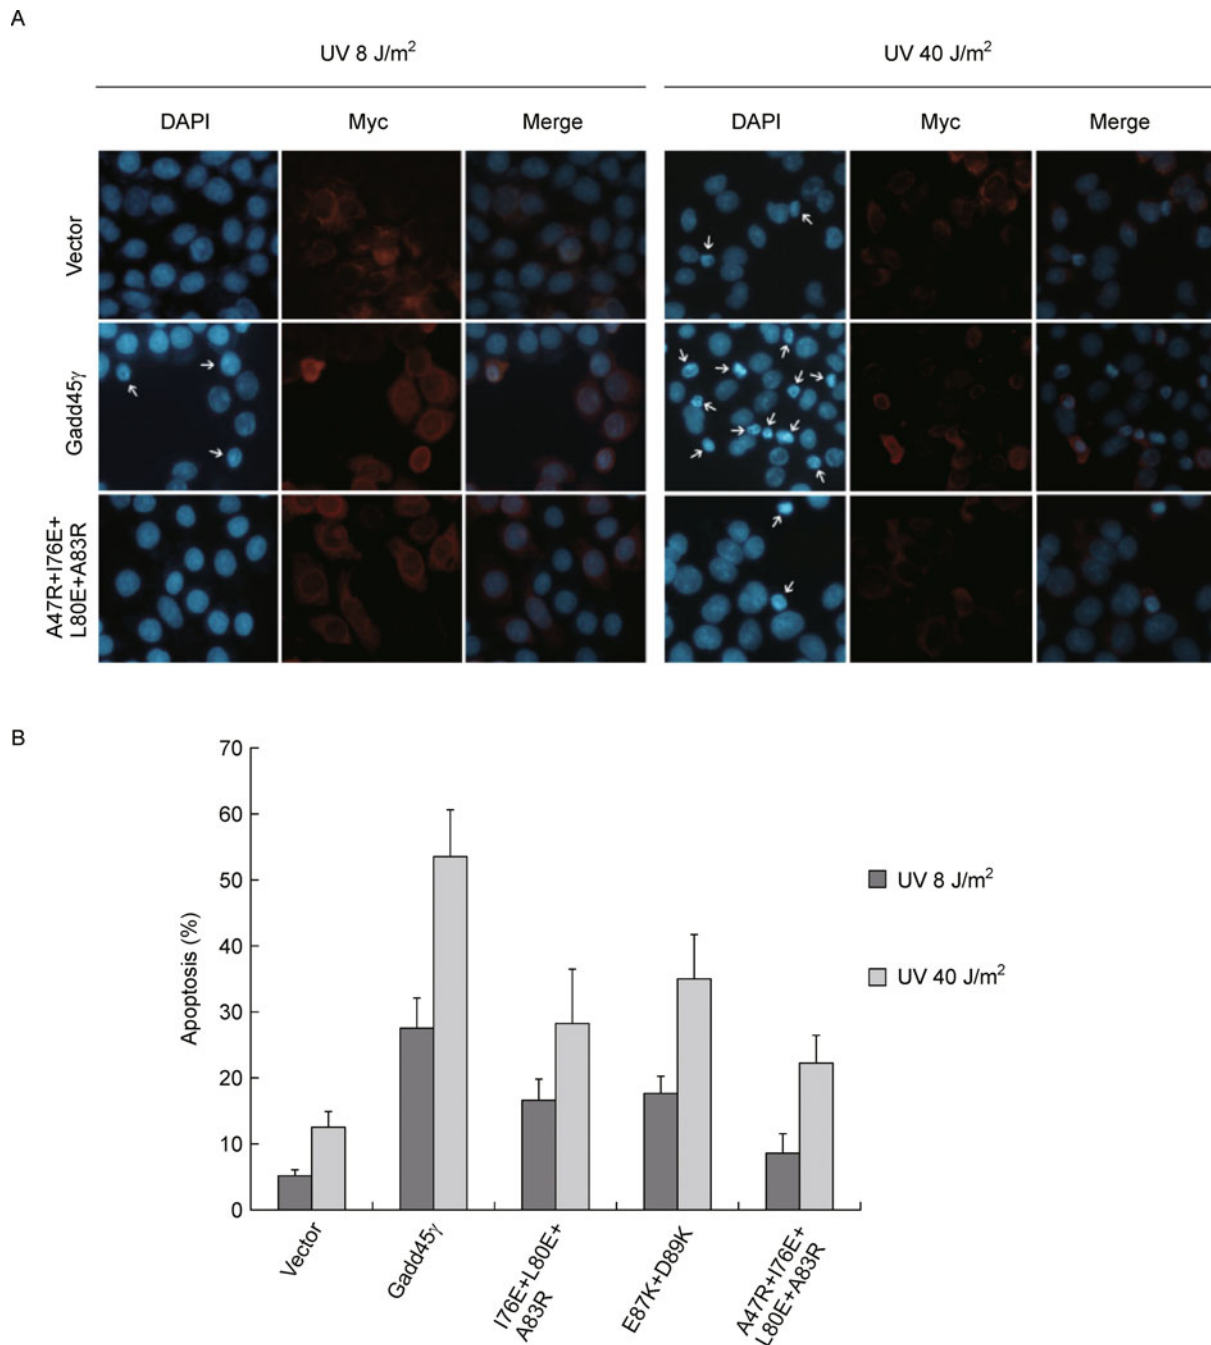 A
UV 8 J/m²
UV 40 J/m²
DAPI
Myc
Merge
DAPI
Myc
Merge
Vector
Gadd45γ
A47R+I76E+
L80E+A83R
B
70
60
50
40
30
20
10
0
Apoptosis (%)
UV 8 J/m²
UV 40 J/m²
Vector
Gadd45γ
I76E+L80E+
A83R
E87K+D89K
A47R+I76E+
L80E+A83R